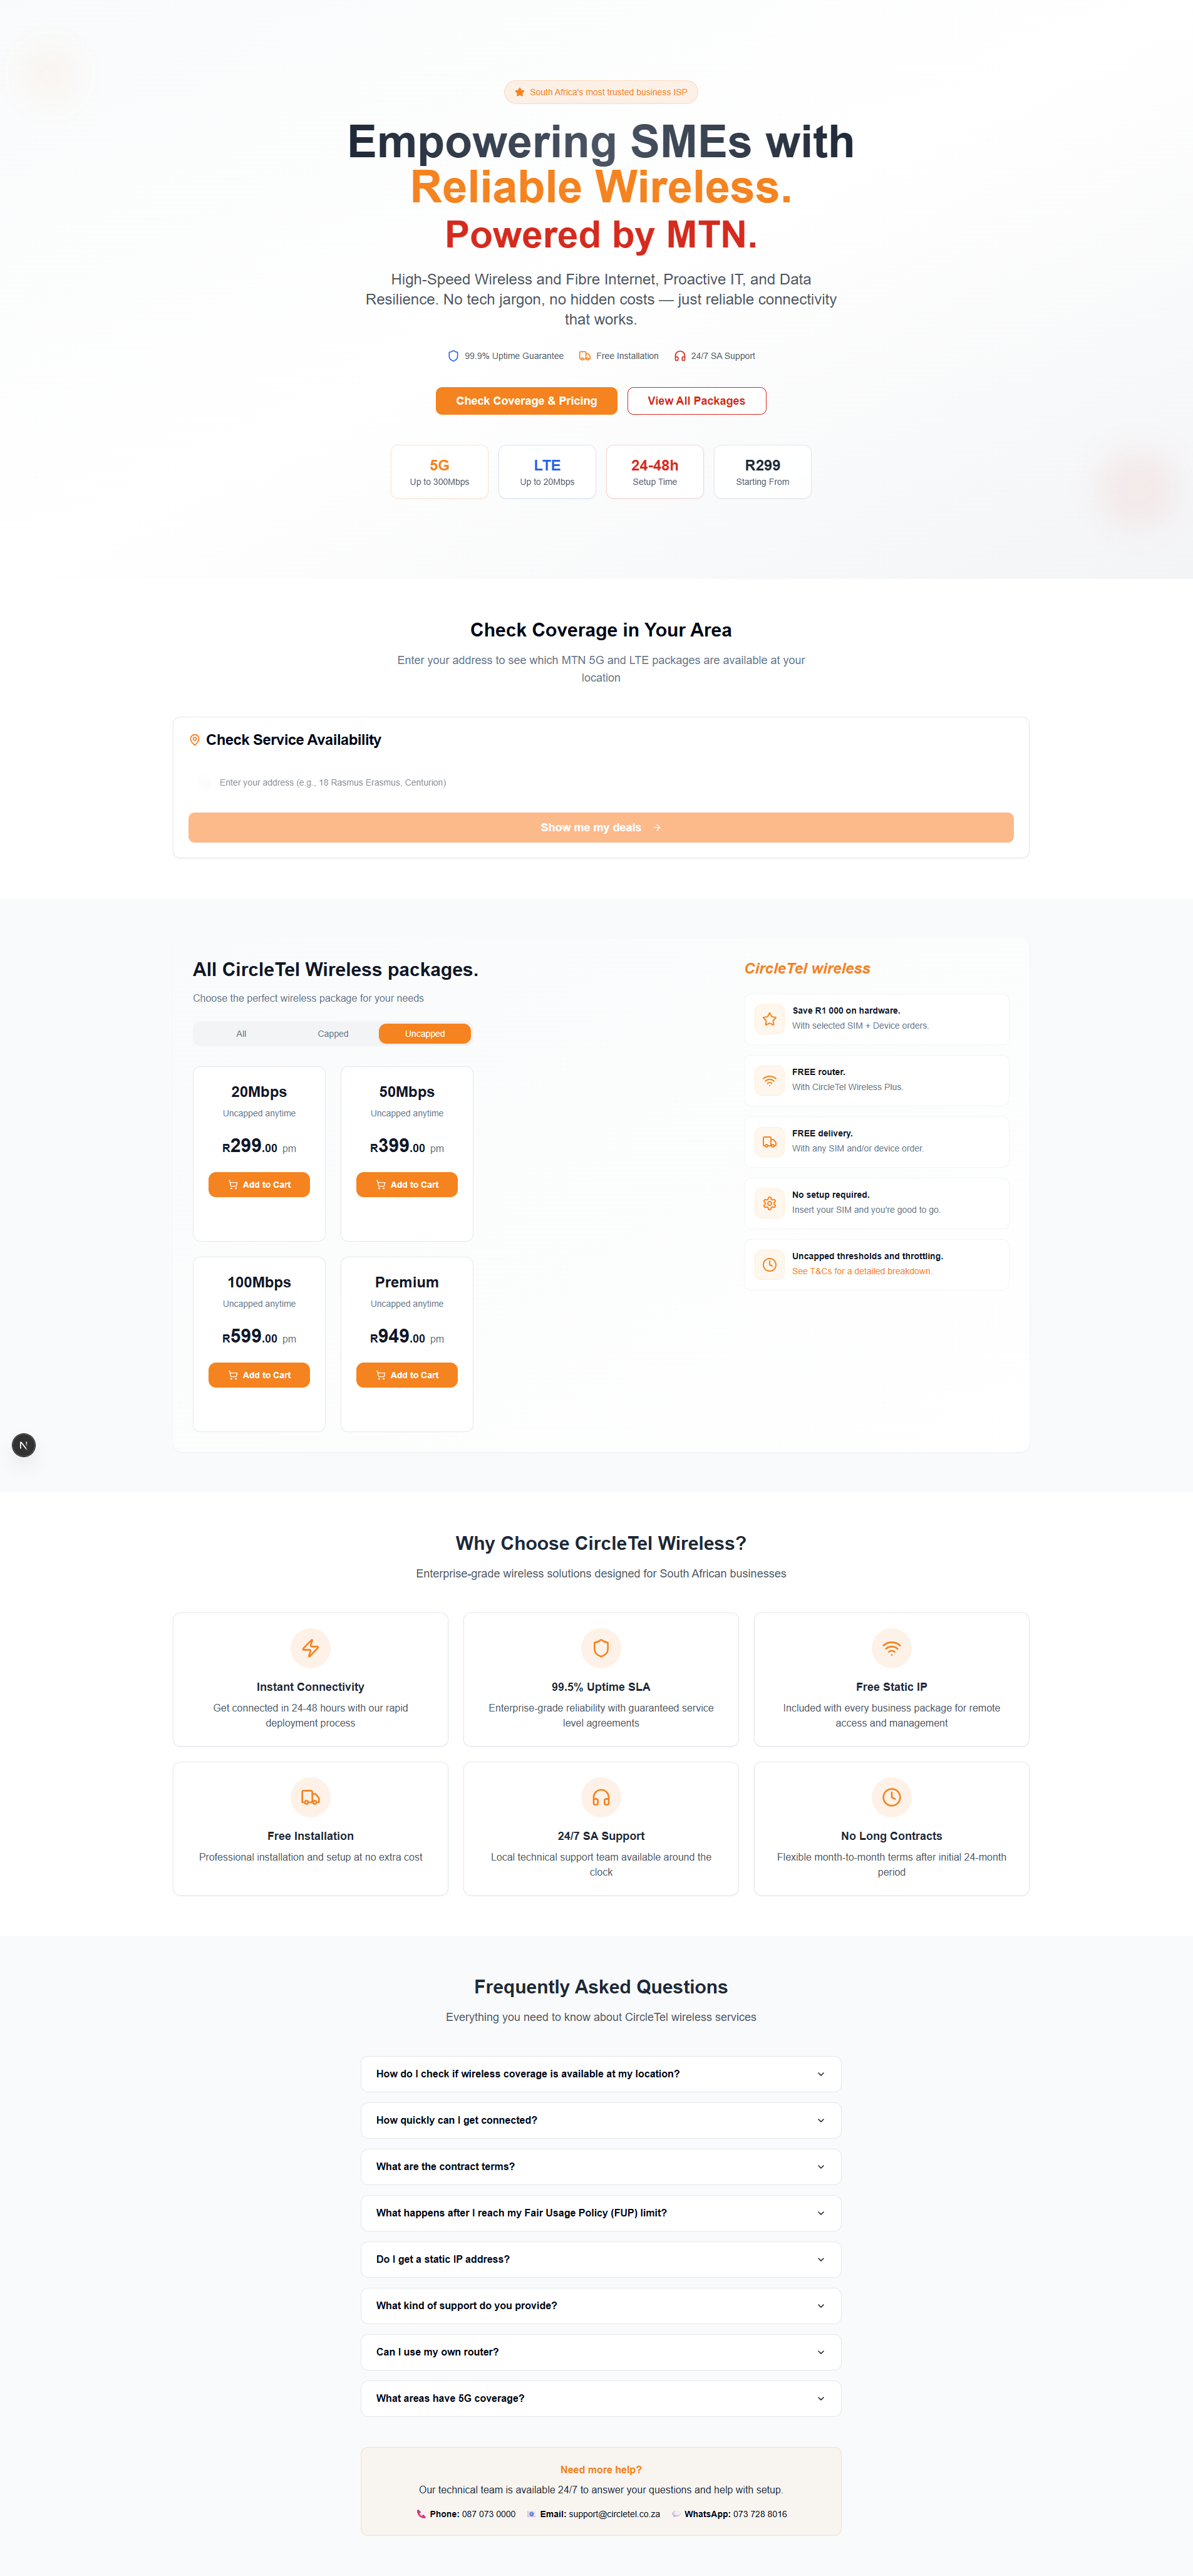 South Africa's most trusted business ISP
Empowering SMEs with
Reliable Wireless.
Powered by MTN.
High-Speed Wireless and Fibre Internet, Proactive IT, and Data
Resilience. No tech jargon, no hidden costs — just reliable connectivity
that works.
99.9% Uptime Guarantee
Free Installation
24/7 SA Support
Check Coverage & Pricing
View All Packages
5G
Up to 300Mbps
LTE
Up to 20Mbps
24-48h
Setup Time
R299
Starting From
Check Coverage in Your Area
Enter your address to see which MTN 5G and LTE packages are available at your
location
Check Service Availability
Enter your address (e.g., 18 Rasmus Erasmus, Centurion)
Show me my deals
All CircleTel Wireless packages.
Choose the perfect wireless package for your needs
All
Capped
Uncapped
20Mbps
Uncapped anytime
R299.00 pm
Add to Cart
50Mbps
Uncapped anytime
R399.00 pm
Add to Cart
100Mbps
Uncapped anytime
R599.00 pm
Add to Cart
Premium
Uncapped anytime
R949.00 pm
Add to Cart
CircleTel wireless
Save R1 000 on hardware.
With selected SIM + Device orders.
FREE router.
With CircleTel Wireless Plus.
FREE delivery.
With any SIM and/or device order.
No setup required.
Insert your SIM and you're good to go.
Uncapped thresholds and throttling.
See T&Cs for a detailed breakdown.
N
Why Choose CircleTel Wireless?
Enterprise-grade wireless solutions designed for South African businesses
Instant Connectivity
Get connected in 24-48 hours with our rapid
deployment process
99.5% Uptime SLA
Enterprise-grade reliability with guaranteed service
level agreements
Free Static IP
Included with every business package for remote
access and management
Free Installation
Professional installation and setup at no extra cost
24/7 SA Support
Local technical support team available around the
clock
No Long Contracts
Flexible month-to-month terms after initial 24-month
period
Frequently Asked Questions
Everything you need to know about CircleTel wireless services
How do I check if wireless coverage is available at my location?
How quickly can I get connected?
What are the contract terms?
What happens after I reach my Fair Usage Policy (FUP) limit?
Do I get a static IP address?
What kind of support do you provide?
Can I use my own router?
What areas have 5G coverage?
Need more help?
Our technical team is available 24/7 to answer your questions and help with setup.
Phone: 087 073 0000
Email: support@circletel.co.za
WhatsApp: 073 728 8016